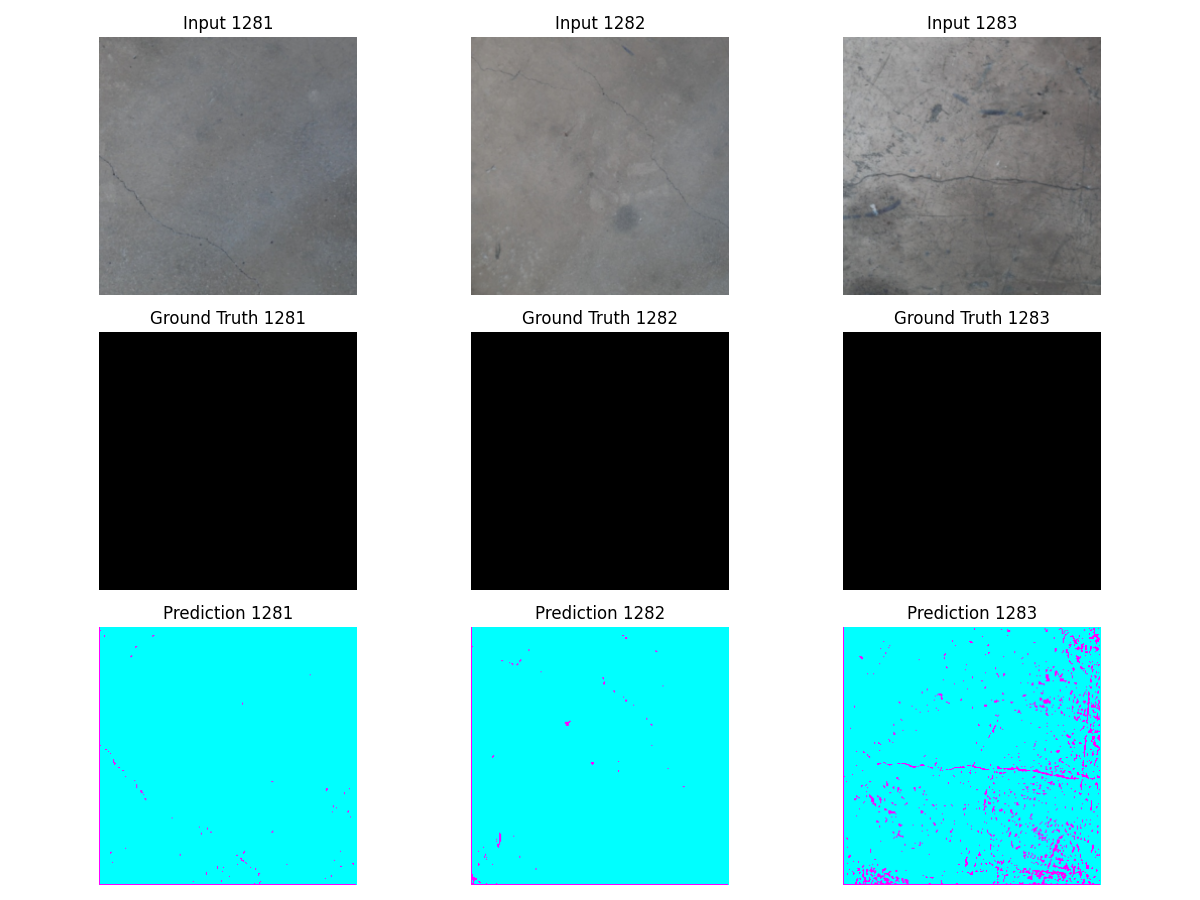 Input 1281
Input 1282
Input 1283
Ground Truth 1281
Ground Truth 1282
Ground Truth 1283
Prediction 1281
Prediction 1282
Prediction 1283